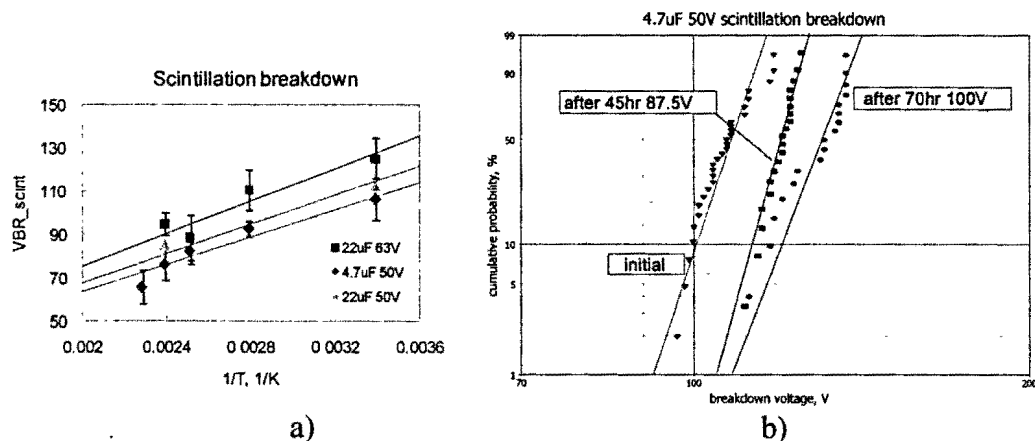 Scintillation breakdown
150
130
110
90
70
50
VBR_scint
22uF 63V
4.7uF 50V
22uF 50V
0.002
0.0024
0.0028
0.0032
0.0036
1/T, 1/K
a)
4.7uF 50V scintillation breakdown
99
90
50
10
5
1
cumulative probability, %
after 45hr 87.5V
after 70hr 100V
initial
70
100
200
breakdown voltage, V
b)